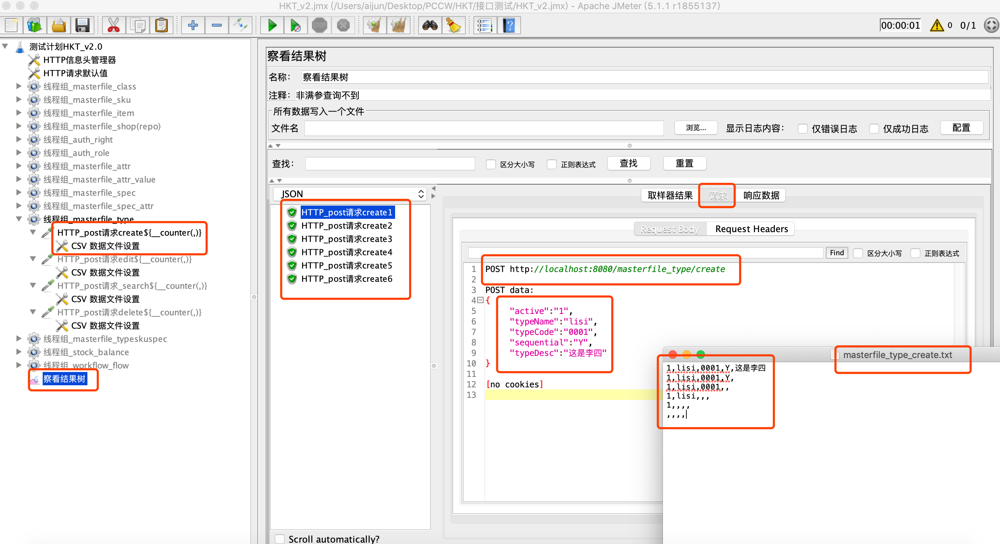 HKT_v2.jmx (/Users/aijun/Desktop/PCCW/HKT/接口测试/HKT_v2.jmx) - Apache JMeter (5.1.1 r1855137)
STOP
00:00:01 0 0/1
测试计划HKT_v2.0
HTTP信息头管理器
HTTP请求默认值
线程组_masterfile_class
线程组_masterfile_sku
线程组_masterfile_item
线程组_masterfile_shop(repo)
线程组_auth_right
线程组_auth_role
线程组_masterfile_attr
线程组_masterfile_attr_value
线程组_masterfile_spec
线程组_masterfile_spec_attr
线程组_masterfile_type
HTTP_post请求create${__counter(,)}
CSV 数据文件设置
HTTP_post请求edit${__counter(,)}
CSV 数据文件设置
HTTP_post请求_search${__counter(,)}
CSV 数据文件设置
HTTP_post请求delete${__counter(,)}
CSV 数据文件设置
线程组_masterfile_typeskuspec
线程组_stock_balance
线程组_workflow_flow
察看结果树
察看结果树
名称： 察看结果树
注释： 非满参查询不到
所有数据写入一个文件
文件名 浏览... 显示日志内容： 仅错误日志 仅成功日志 配置
查找： 区分大小写 正则表达式 查找 重置
JSON
HTTP_post请求create1
HTTP_post请求create2
HTTP_post请求create3
HTTP_post请求create4
HTTP_post请求create5
HTTP_post请求create6
Scroll automatically?
取样器结果 请求 响应数据
Request Body Request Headers
Find 区分大小写 正则表达式
1 POST http://localhost:8080/masterfile_type/create
2
3 POST data:
4 {
5 "active":"1",
6 "typeName":"lisi",
7 "typeCode":"0001",
8 "sequential":"Y",
9 "typeDesc":"这是李四"
10 }
11
12 [no cookies]
13
masterfile_type_create.txt
1,lisi,0001,Y,这是李四
1,lisi,0001,Y,
1,lisi,0001,,
1,lisi,,,
1,,,,
,,,,